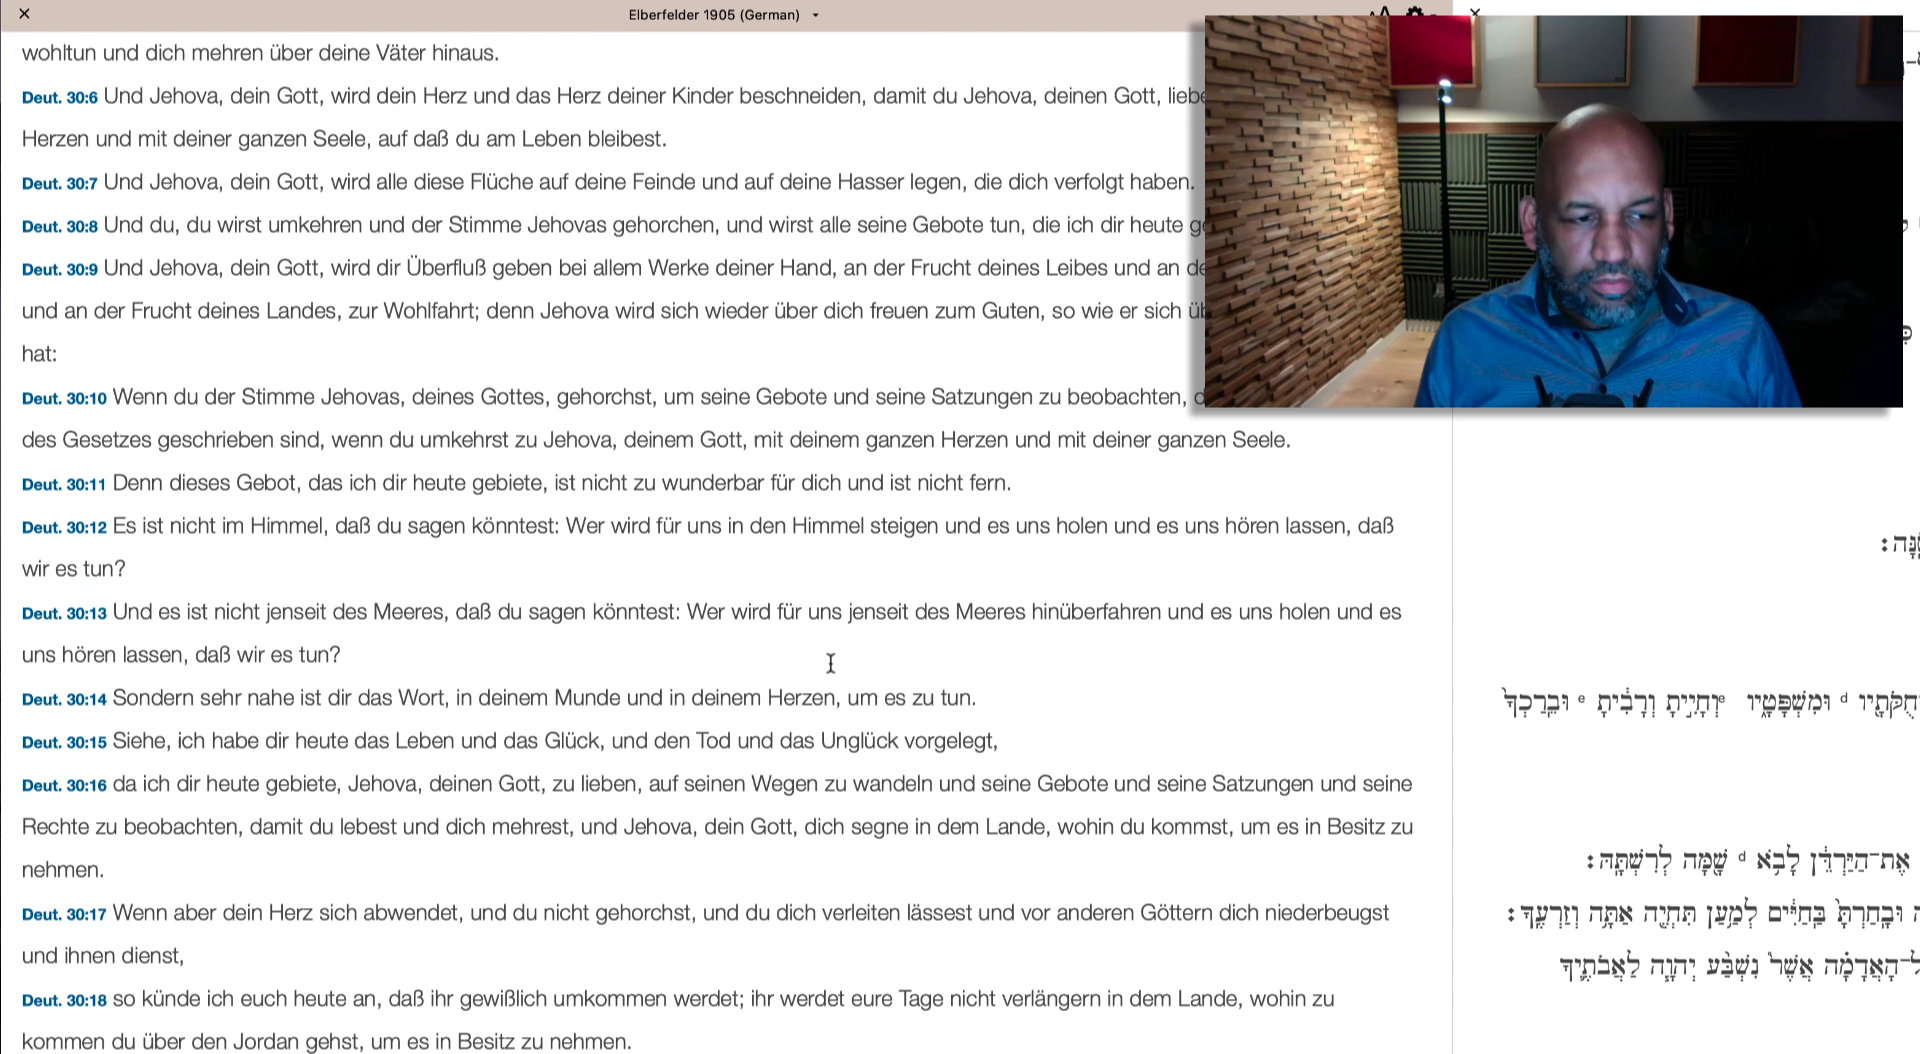 Elberfelder 1905 (German)
wohltun und dich mehren über deine Väter hinaus.
Deut. 30:6 Und Jehova, dein Gott, wird dein Herz und das Herz deiner Kinder beschneiden, damit du Jehova, deinen Gott,
Herzen und mit deiner ganzen Seele, auf daß du am Leben bleibest.
Deut. 30:7 Und Jehova, dein Gott, wird alle diese Flüche auf deine Feinde und auf deine Hasser legen, die dich verfolgt haben.
Deut. 30:8 Und du, du wirst umkehren und der Stimme Jehovas gehorchen, und wirst alle seine Gebote tun, die ich dir heute
Deut. 30:9 Und Jehova, dein Gott, wird dir Überfluß geben bei allem Werke deiner Hand, an der Frucht deines Leibes und an
und an der Frucht deines Landes, zur Wohlfahrt; denn Jehova wird sich wieder über dich freuen zum Guten, so wie er sich
hat:
Deut. 30:10 Wenn du der Stimme Jehovas, deines Gottes, gehorchst, um seine Gebote und seine Satzungen zu beobachten,
des Gesetzes geschrieben sind, wenn du umkehrst zu Jehova, deinem Gott, mit deinem ganzen Herzen und mit deiner ganzen Seele.
Deut. 30:11 Denn dieses Gebot, das ich dir heute gebiete, ist nicht zu wunderbar für dich und ist nicht fern.
Deut. 30:12 Es ist nicht im Himmel, daß du sagen könntest: Wer wird für uns in den Himmel steigen und es uns holen und es uns hören lassen, daß
wir es tun?
Deut. 30:13 Und es ist nicht jenseit des Meeres, daß du sagen könntest: Wer wird für uns jenseit des Meeres hinüberfahren und es uns holen und es
uns hören lassen, daß wir es tun?
Deut. 30:14 Sondern sehr nahe ist dir das Wort, in deinem Munde und in deinem Herzen, um es zu tun.
Deut. 30:15 Siehe, ich habe dir heute das Leben und das Glück, und den Tod und das Unglück vorgelegt,
Deut. 30:16 da ich dir heute gebiete, Jehova, deinen Gott, zu lieben, auf seinen Wegen zu wandeln und seine Gebote und seine Satzungen und seine
Rechte zu beobachten, damit du lebest und dich mehrest, und Jehova, dein Gott, dich segne in dem Lande, wohin du kommst, um es in Besitz zu
nehmen.
Deut. 30:17 Wenn aber dein Herz sich abwendet, und du nicht gehorchst, und du dich verleiten lässest und vor anderen Göttern dich niederbeugst
und ihnen dienst,
Deut. 30:18 so künde ich euch heute an, daß ihr gewißlich umkommen werdet; ihr werdet eure Tage nicht verlängern in dem Lande, wohin zu
kommen du über den Jordan gehst, um es in Besitz zu nehmen.
וּמִשְׁפָּטָ֑יו ᵉוְחָיִ֣יתָ וְרָבִ֔יתָ ᵉ וּבֵֽרַכְךָ֙
אֶת־הַיַּרְדֵּ֔ן לָבֹ֥א ᵈ שָׁ֖מָּה לְרִשְׁתָּֽהּ׃
וּבָֽחַרְתָּ֙ בַּֽחַיִּ֔ים לְמַ֥עַן תִּֽחְיֶ֖ה אַתָּ֥ה וְזַרְעֶֽךָ׃
הָאֲדָמָ֗ה אֲשֶׁר֩ נִשְׁבַּ֨ע יְהוָ֧ה לַאֲבֹתֶ֛יךָ